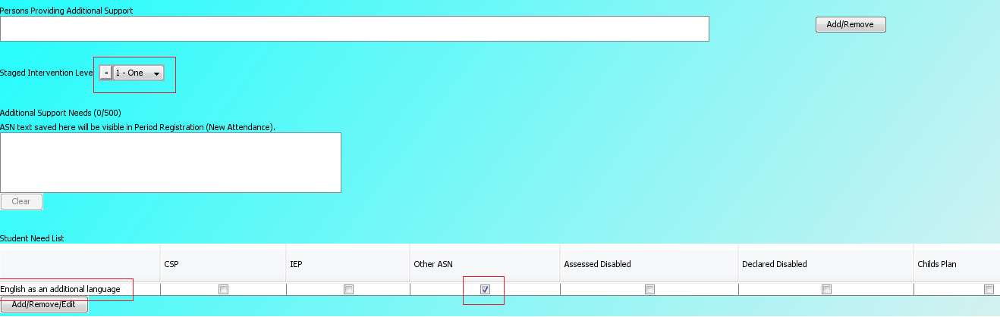 Persons Providing Additional Support
Add/Remove
Staged Intervention Leve
1 - One
Additional Support Needs (0/500)
ASN text saved here will be visible in Period Registration (New Attendance).
Clear
Student Need List
CSP IEP Other ASN Assessed Disabled Declared Disabled Childs Plan
English as an additional language
Add/Remove/Edit